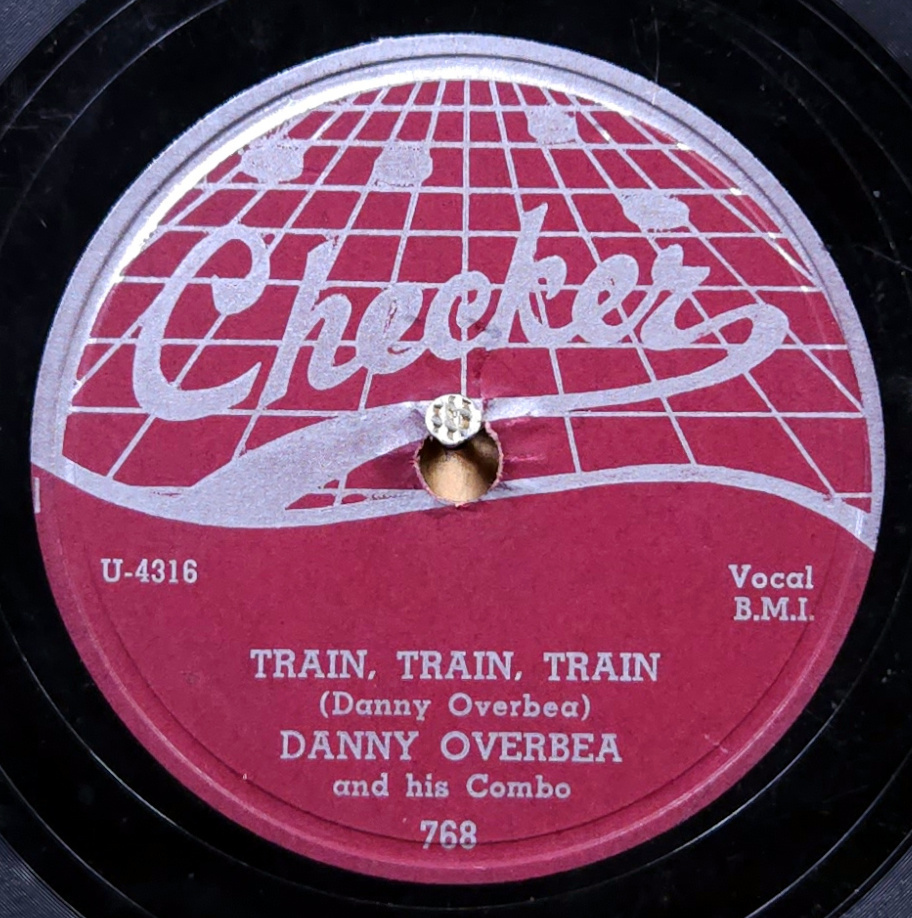 Checker
U-4316
Vocal
B.M.I.
TRAIN, TRAIN, TRAIN
(Danny Overbea)
DANNY OVERBEA
and his Combo
768